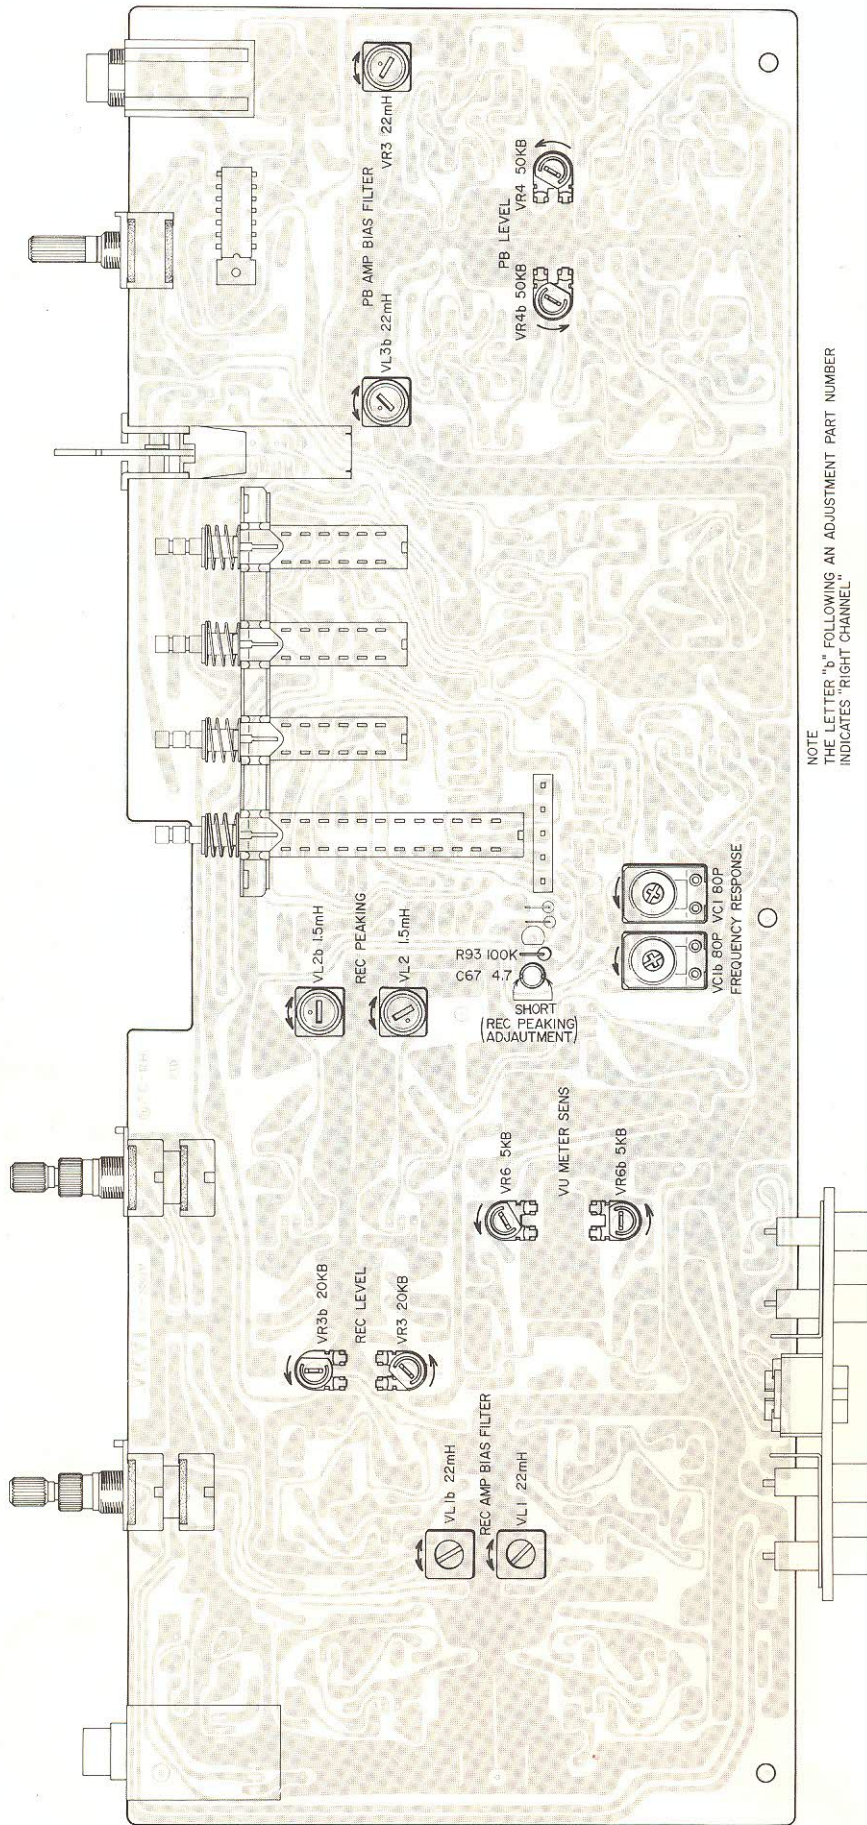 VR3 22mH
PB AMP BIAS FILTER
VL3b 22mH
VR4 50KB
PB LEVEL
VR4b 50KB
VL2b 1.5mH
REC PEAKING
VL2 1.5mH
R93 100K
C67 4.7
SHORT
(REC PEAKING
ADJAUTMENT)
VC1b 80P VC1 80P
FREQUENCY RESPONSE
VR6 5KB
VU METER SENS
VR6b 5KB
VR3b 20KB
REC LEVEL
VR3 20KB
VL1b 22mH
REC AMP BIAS FILTER
VL1 22mH
NOTE
THE LETTER "b" FOLLOWING AN ADJUSTMENT PART NUMBER
INDICATES "RIGHT CHANNEL"